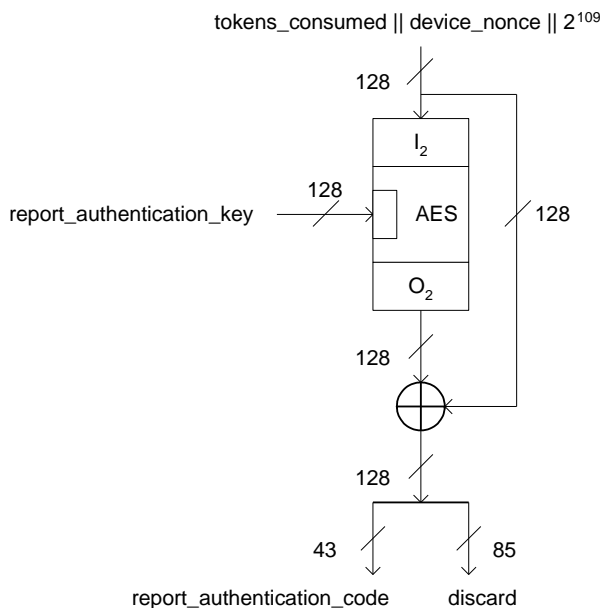 tokens_consumed || device_nonce || 2¹⁰⁹
128
I₂
128
report_authentication_key
AES
128
O₂
128
128
43
85
report_authentication_code
discard